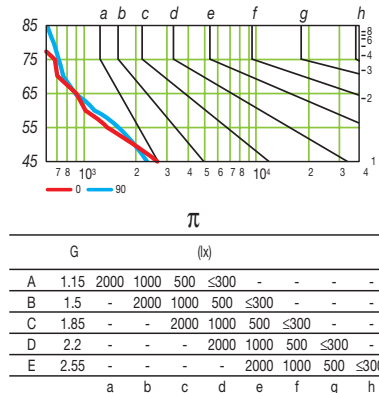 85 a b c d e f g h
8
6
5
4
75
3
65
2
55
45 1
7 8 10³ 2 3 4 5 6 7 8 10⁴ 2 3 4
0 90
π
G (lx)
A 1.15 2000 1000 500 ≤300 - - - -
B 1.5 - 2000 1000 500 ≤300 - - -
C 1.85 - - 2000 1000 500 ≤300 - -
D 2.2 - - - 2000 1000 500 ≤300 -
E 2.55 - - - - 2000 1000 500 ≤300
a b c d e f g h